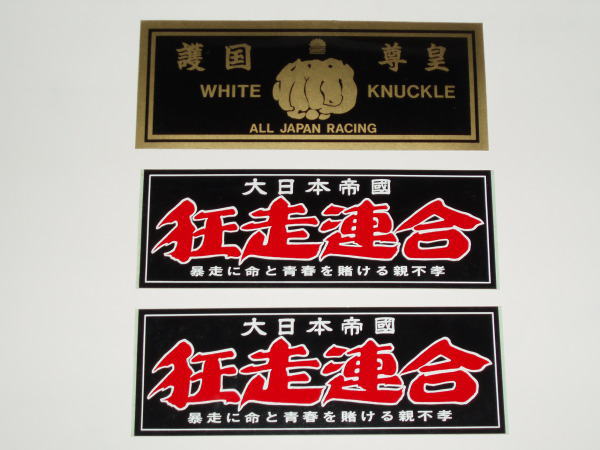 護国 尊皇
WHITE KNUCKLE
ALL JAPAN RACING
大日本帝國
狂走連合
暴走に命と青春を賭ける親不孝
大日本帝國
狂走連合
暴走に命と青春を賭ける親不孝